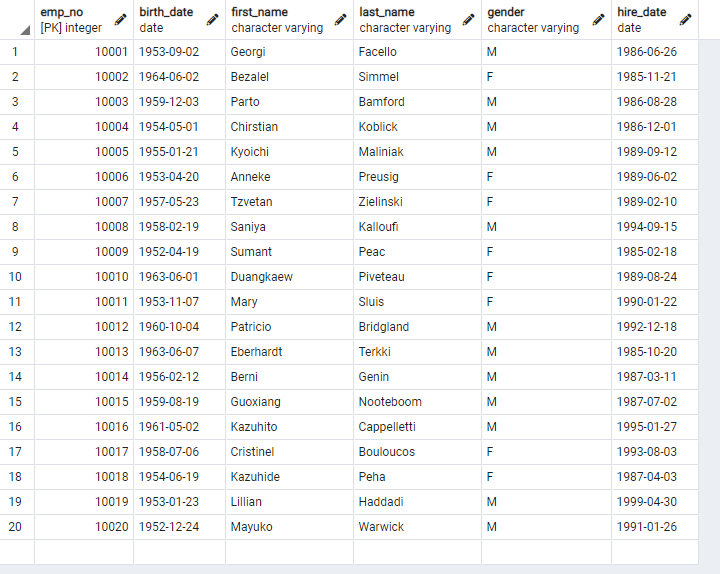 emp_no birth_date first_name last_name gender hire_date
[PK] integer date character varying character varying character varying date
1 10001 1953-09-02 Georgi Facello M 1986-06-26
2 10002 1964-06-02 Bezalel Simmel F 1985-11-21
3 10003 1959-12-03 Parto Bamford M 1986-08-28
4 10004 1954-05-01 Chirstian Koblick M 1986-12-01
5 10005 1955-01-21 Kyoichi Maliniak M 1989-09-12
6 10006 1953-04-20 Anneke Preusig F 1989-06-02
7 10007 1957-05-23 Tzvetan Zielinski F 1989-02-10
8 10008 1958-02-19 Saniya Kalloufi M 1994-09-15
9 10009 1952-04-19 Sumant Peac F 1985-02-18
10 10010 1963-06-01 Duangkaew Piveteau F 1989-08-24
11 10011 1953-11-07 Mary Sluis F 1990-01-22
12 10012 1960-10-04 Patricio Bridgland M 1992-12-18
13 10013 1963-06-07 Eberhardt Terkki M 1985-10-20
14 10014 1956-02-12 Berni Genin M 1987-03-11
15 10015 1959-08-19 Guoxiang Nooteboom M 1987-07-02
16 10016 1961-05-02 Kazuhito Cappelletti M 1995-01-27
17 10017 1958-07-06 Cristinel Bouloucos F 1993-08-03
18 10018 1954-06-19 Kazuhide Peha F 1987-04-03
19 10019 1953-01-23 Lillian Haddadi M 1999-04-30
20 10020 1952-12-24 Mayuko Warwick M 1991-01-26